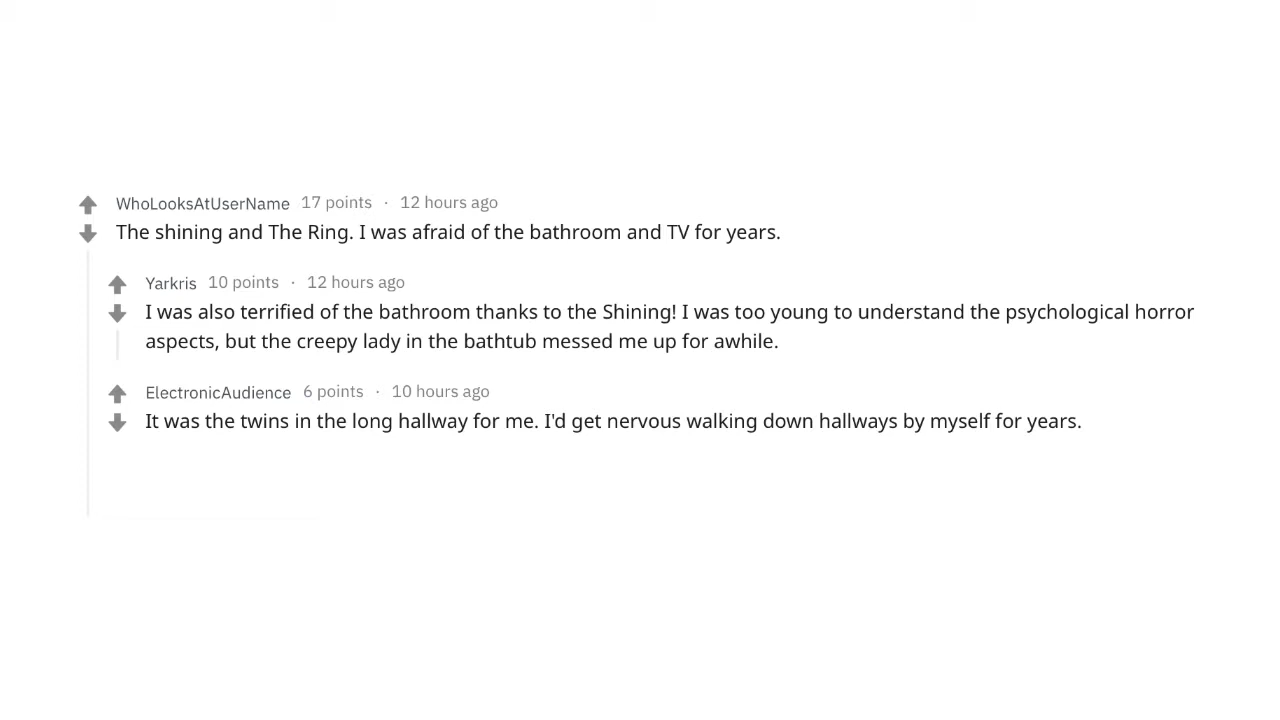 WhoLooksAtUserName 17 points · 12 hours ago
The shining and The Ring. I was afraid of the bathroom and TV for years.
Yarkris 10 points · 12 hours ago
I was also terrified of the bathroom thanks to the Shining! I was too young to understand the psychological horror
aspects, but the creepy lady in the bathtub messed me up for awhile.
ElectronicAudience 6 points · 10 hours ago
It was the twins in the long hallway for me. I'd get nervous walking down hallways by myself for years.